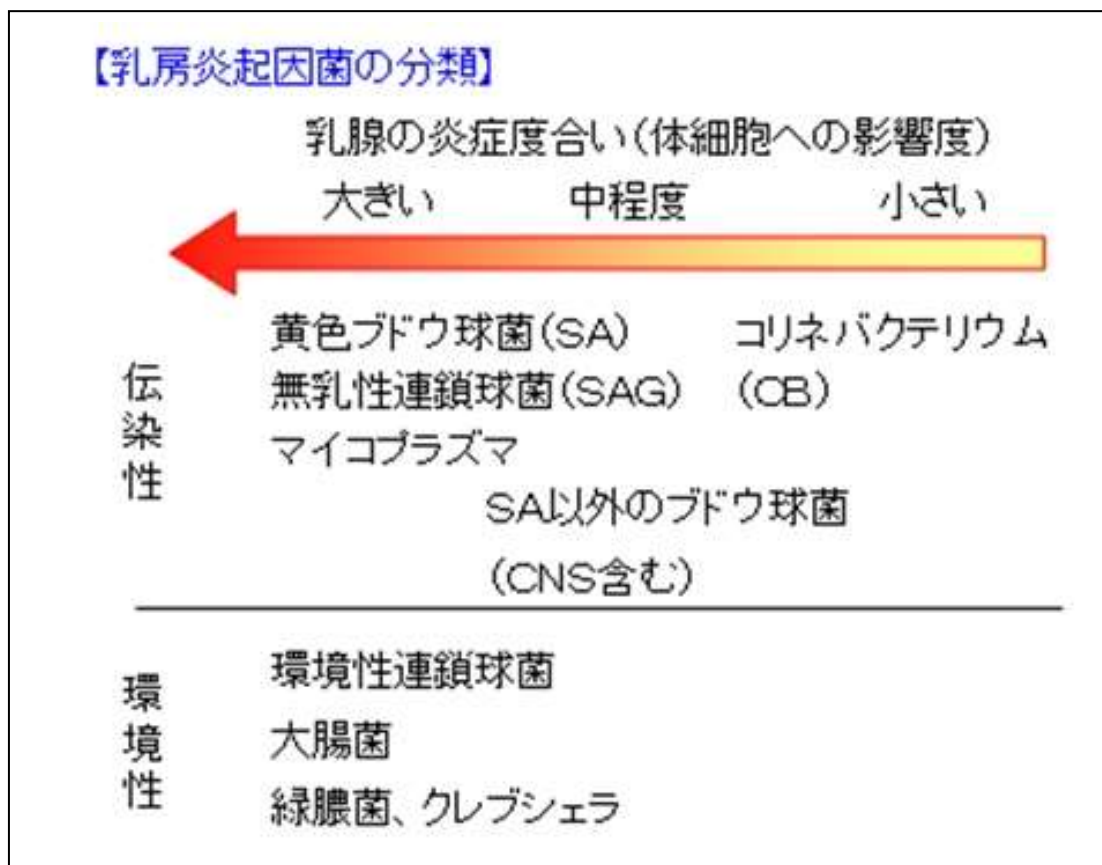 【乳房炎起因菌の分類】
乳腺の炎症度合い(体細胞への影響度)
大きい 中程度 小さい
伝染性
黄色ブドウ球菌(SA) コリネバクテリウム
無乳性連鎖球菌(SAG) (CB)
マイコプラズマ
SA以外のブドウ球菌
(CNS含む)
環境性
環境性連鎖球菌
大腸菌
緑膿菌、クレブシェラ